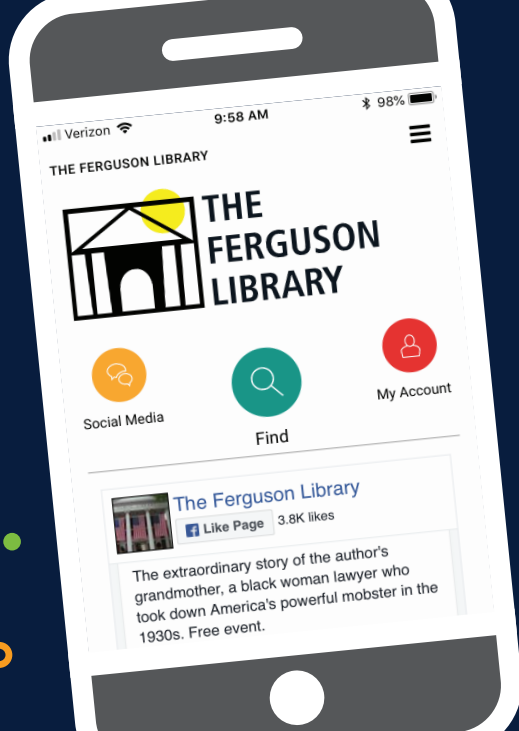 Verizon 9:58 AM 98%
THE FERGUSON LIBRARY
THE
FERGUSON
LIBRARY
Social Media
Find
My Account
The Ferguson Library
Like Page 3.8K likes
The extraordinary story of the author's
grandmother, a black woman lawyer who
took down America's powerful mobster in the
1930s. Free event.